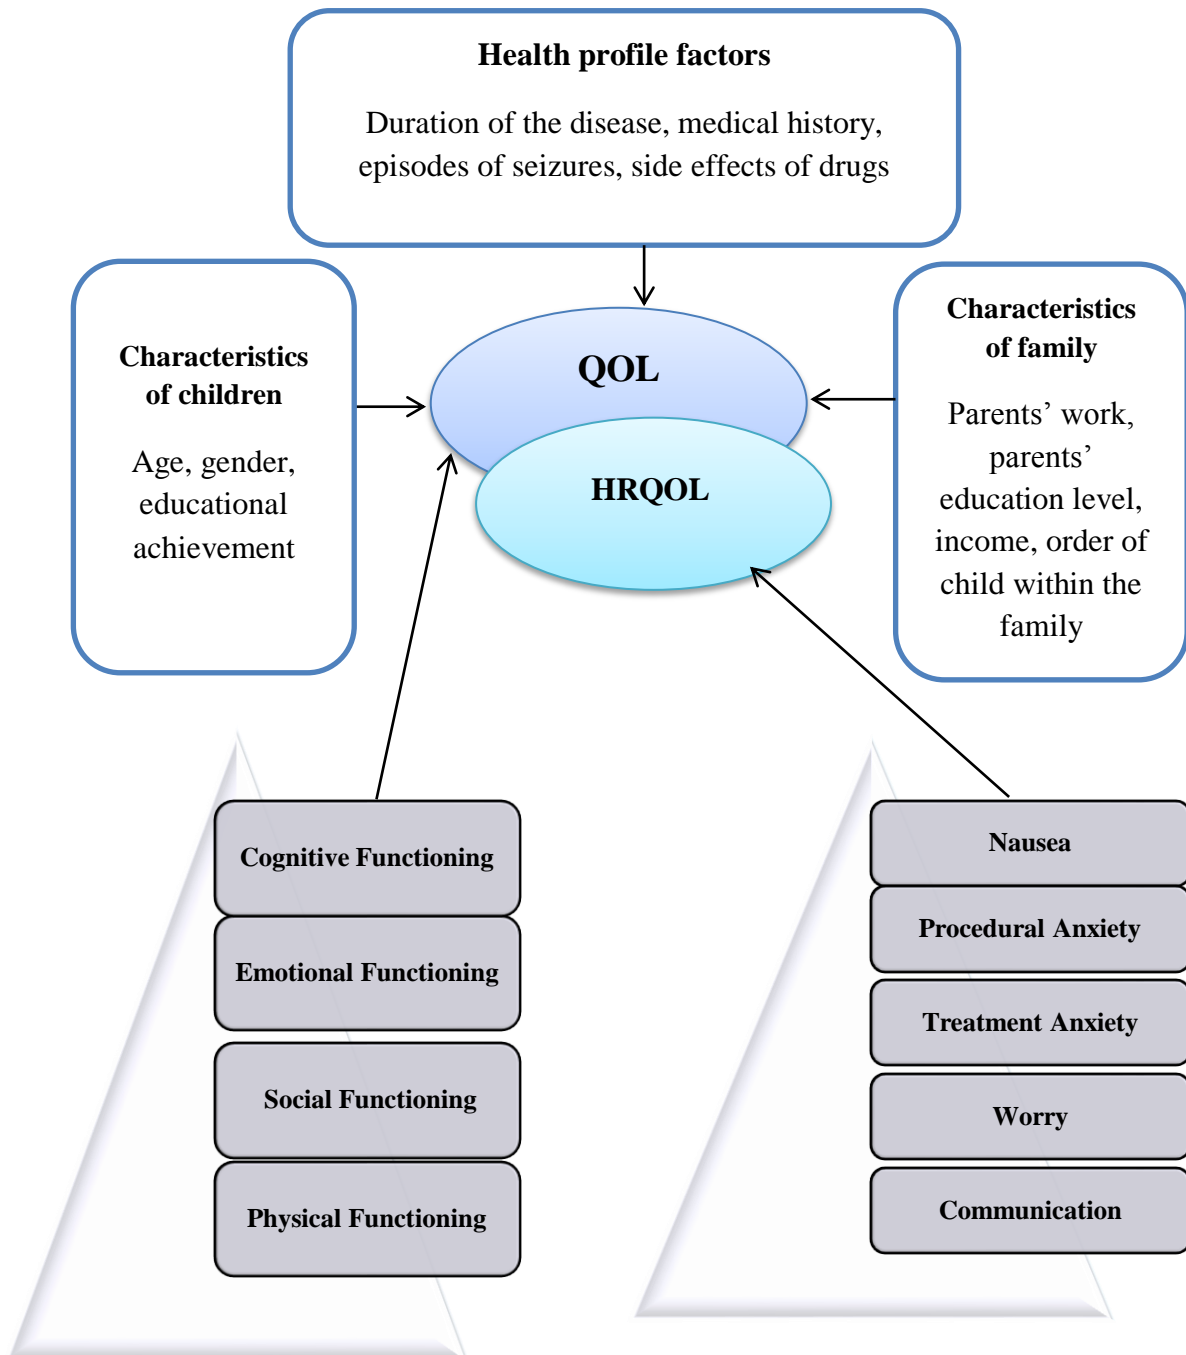 Health profile factors
Duration of the disease, medical history,
episodes of seizures, side effects of drugs
Characteristics
of children
Age, gender,
educational
achievement
QOL
HRQOL
Characteristics
of family
Parents’ work,
parents’
education level,
income, order of
child within the
family
Cognitive Functioning
Emotional Functioning
Social Functioning
Physical Functioning
Nausea
Procedural Anxiety
Treatment Anxiety
Worry
Communication